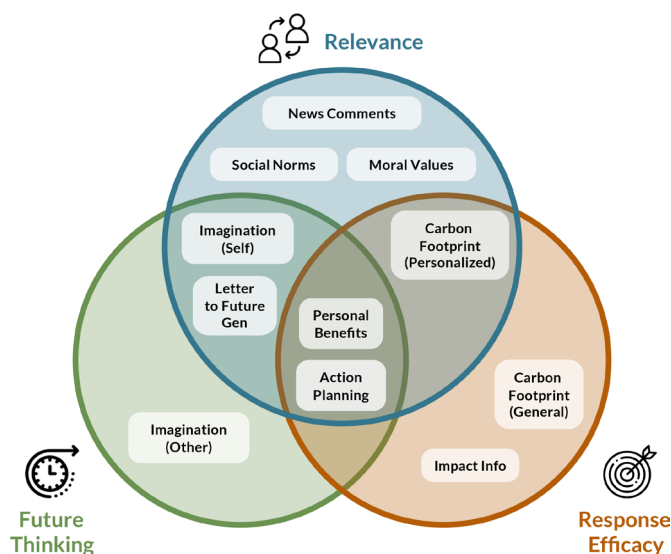 Relevance
News Comments
Social Norms
Moral Values
Imagination
(Self)
Carbon
Footprint
(Personalized)
Letter
to Future
Gen
Personal
Benefits
Action
Planning
Carbon
Footprint
(General)
Imagination
(Other)
Impact Info
Future
Thinking
Response
Efficacy